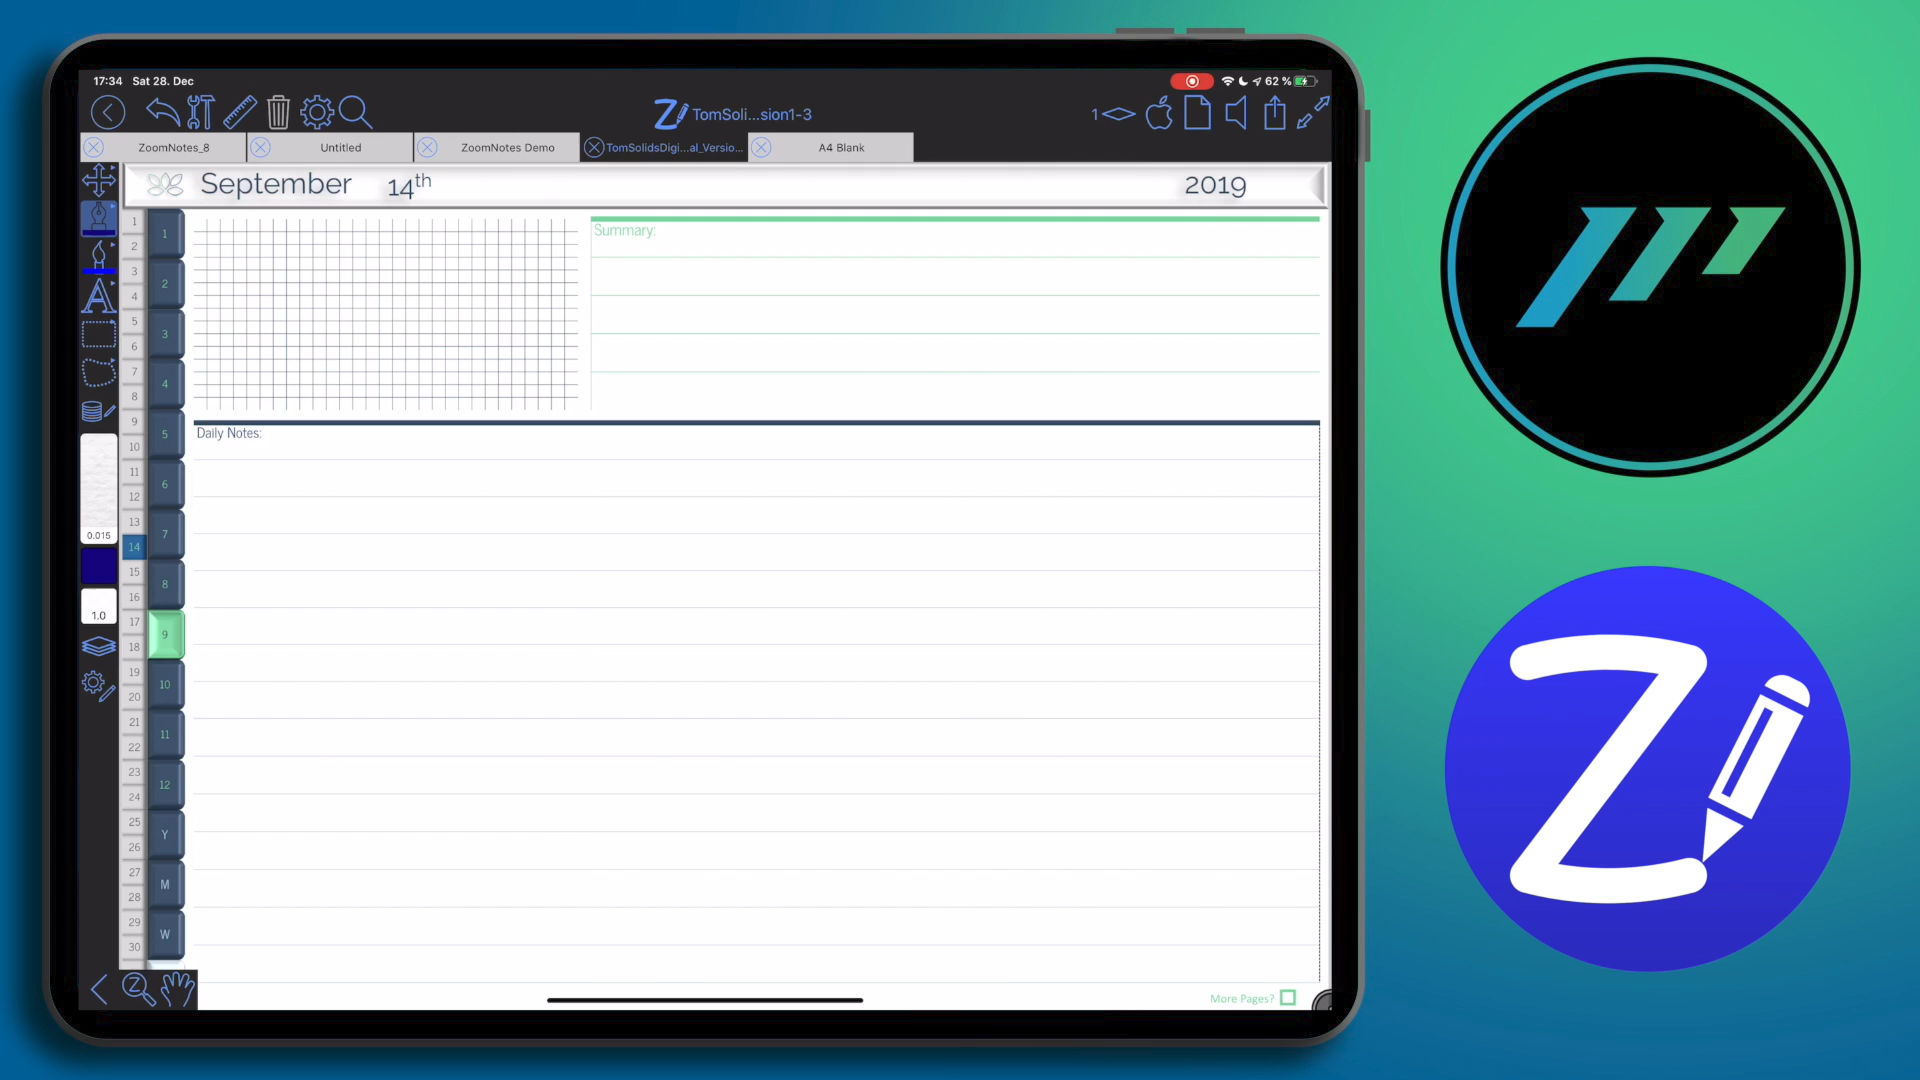 17:34 Sat 28. Dec
62 %
TomSoli...sion1-3
1
ZoomNotes_8
Untitled
ZoomNotes Demo
TomSolidsDigi...al_Versio...
A4 Blank
September 14th
2019
A
1
2
3
4
5
6
7
8
9
10
11
12
13
14
15
16
17
18
19
20
21
22
23
24
25
26
27
28
29
30
1
2
3
4
5
6
7
8
9
10
11
12
Y
M
W
Summary:
Daily Notes:
0.015
1.0
Z
More Pages?
Z